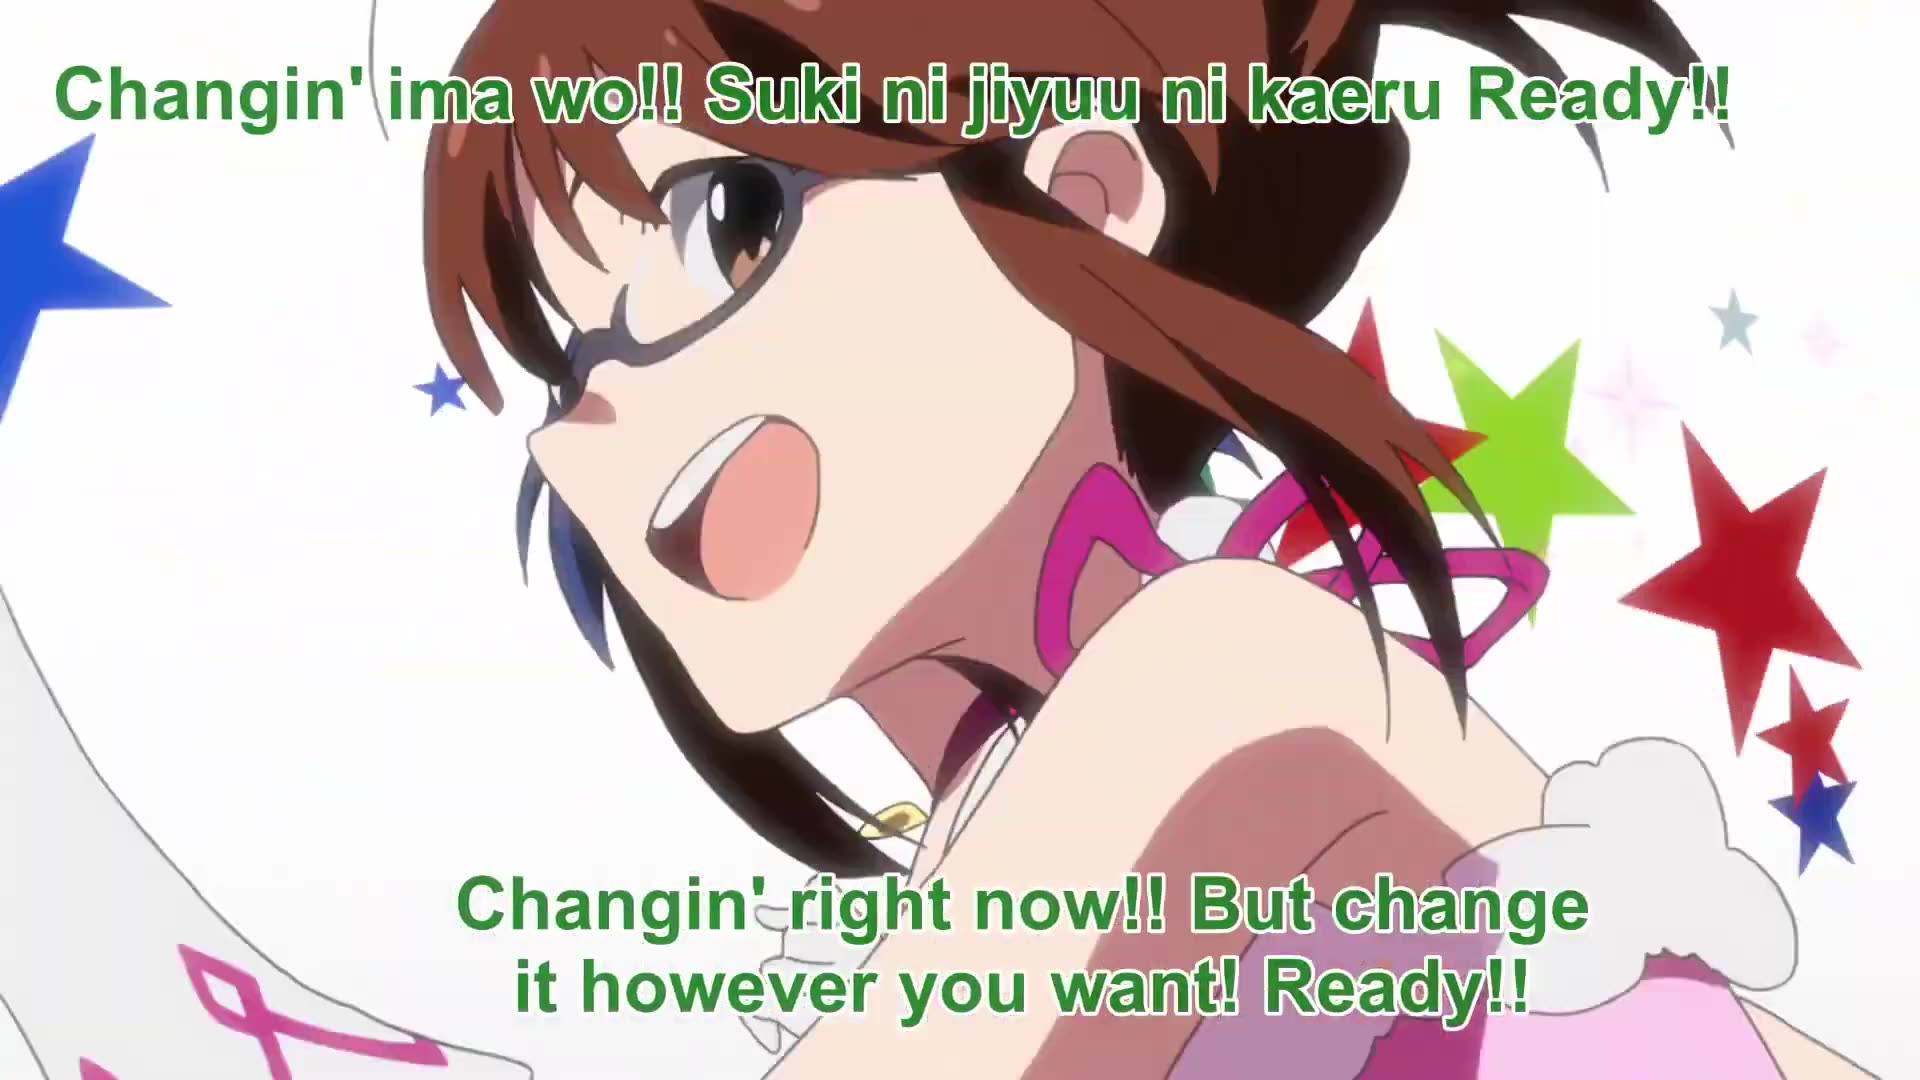 Changin' ima wo!! Suki ni jiyuu ni kaeru Ready!!
Changin' right now!! But change
it however you want! Ready!!